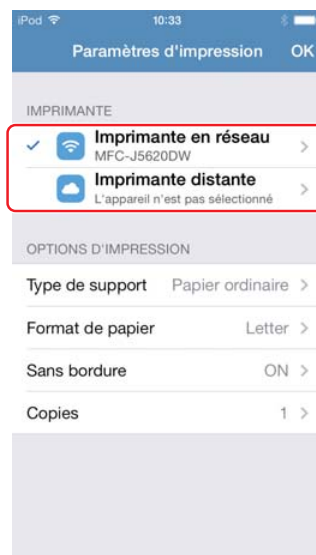 iPod 10:33
Paramètres d'impression OK
IMPRIMANTE
Imprimante en réseau
MFC-J5620DW
Imprimante distante
L'appareil n'est pas sélectionné
OPTIONS D'IMPRESSION
Type de support Papier ordinaire
Format de papier Letter
Sans bordure ON
Copies 1